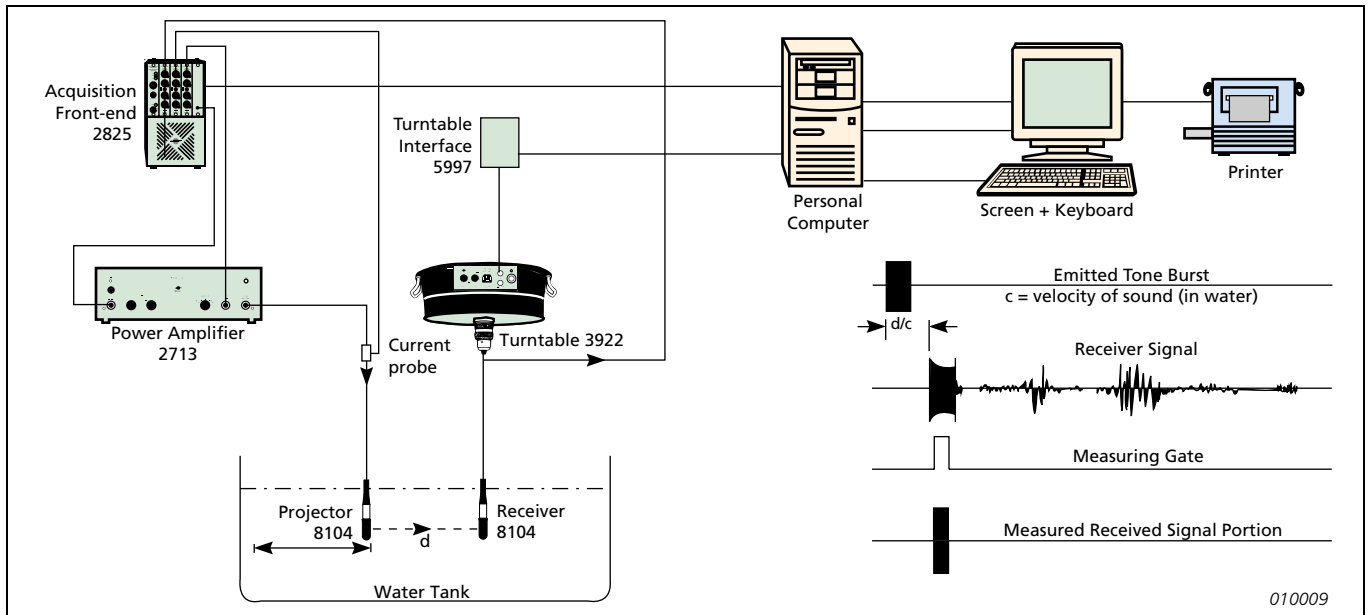 Acquisition
Front-end
2825
Turntable
Interface
5997
Personal
Computer
Screen + Keyboard
Printer
Power Amplifier
2713
Current
probe
Turntable 3922
Emitted Tone Burst
c = velocity of sound (in water)
d/c
Receiver Signal
Measuring Gate
Measured Received Signal Portion
Projector
8104
d
Receiver
8104
Water Tank
010009